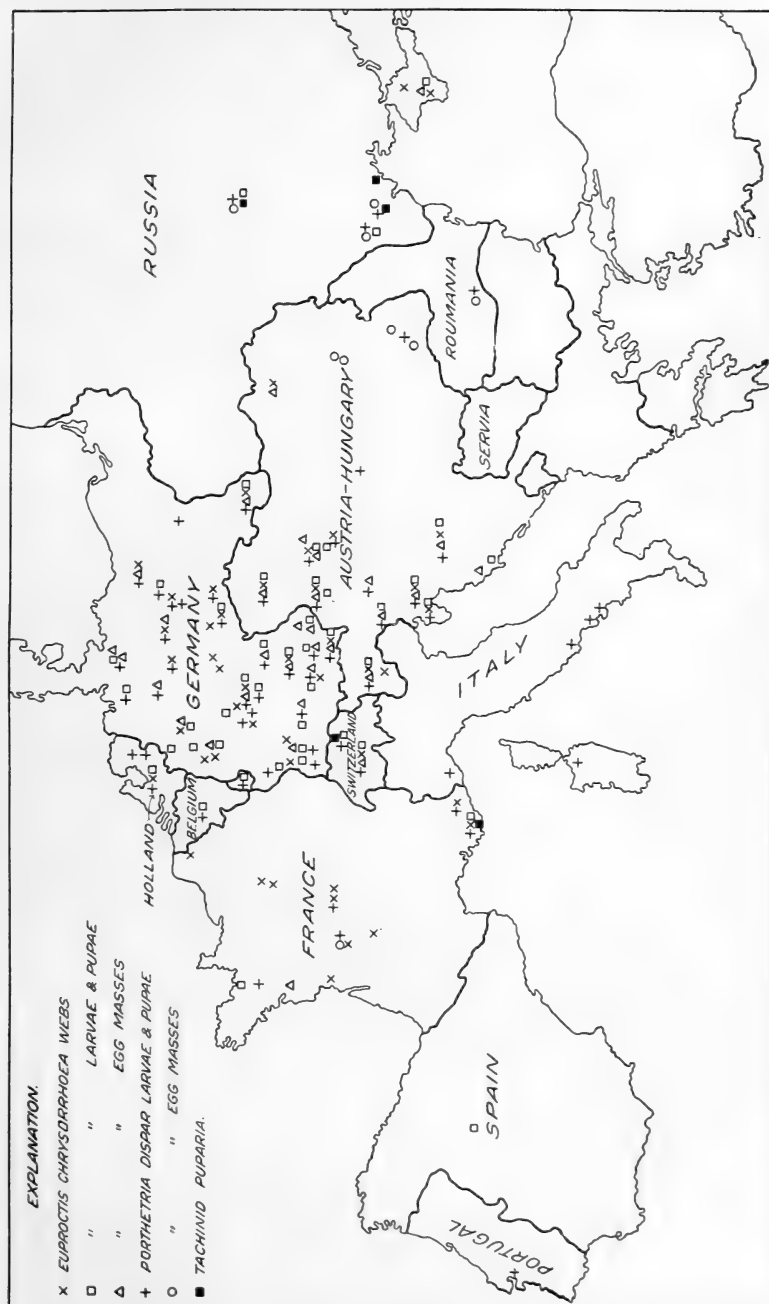 EXPLANATION.
× EUPROCTIS CHRYSORRHOEA WEBS
□ " " LARVAE & PUPAE
△ " " EGG MASSES
+ PORTHETRIA DISPAR LARVAE & PUPAE
○ " " EGG MASSES
■ TACHINID PUPARIA.
RUSSIA
GERMANY
HOLLAND
BELGIUM
FRANCE
SWITZERLAND
AUSTRIA-HUNGARY
ROUMANIA
SERVIA
ITALY
SPAIN
PORTUGAL